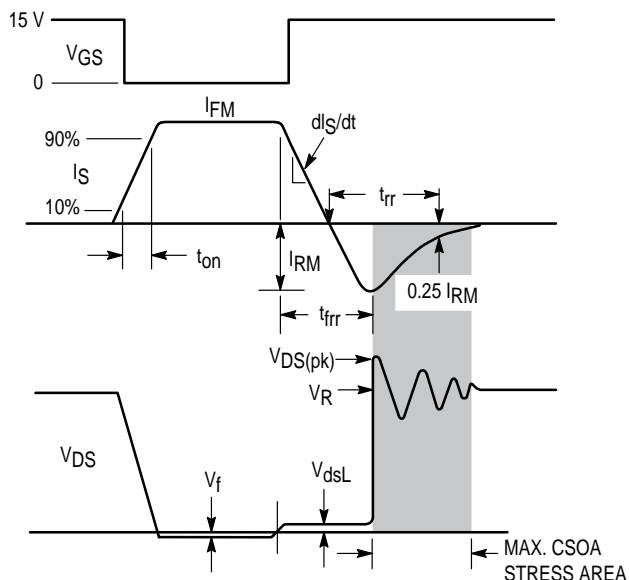 15 V
VGS
0
IFM
90%
dIS/dt
IS
10%
trr
ton
IRM
0.25 IRM
tfrr
VDS(pk)
VR
VDS
Vf
VdsL
MAX. CSOA
STRESS AREA